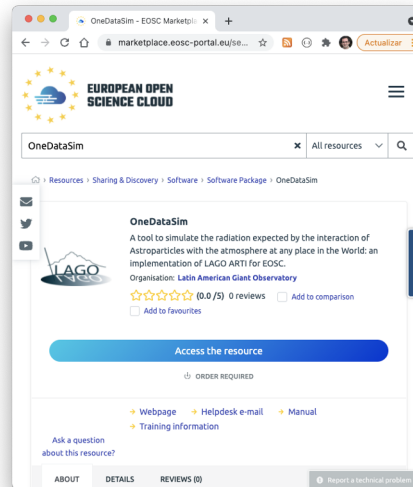 OneDataSim - EOSC Marketpla
marketplace.eosc-portal.eu/se...
Actualizar
EUROPEAN OPEN
SCIENCE CLOUD
OneDataSim
All resources
Resources › Sharing & Discovery › Software › Software Package › OneDataSim
OneDataSim
A tool to simulate the radiation expected by the interaction of
Astroparticles with the atmosphere at any place in the World: an
implementation of LAGO ARTI for EOSC.
LAGO
Organisation: Latin American Giant Observatory
(0.0 /5) 0 reviews Add to comparison
Add to favourites
Access the resource
ORDER REQUIRED
Webpage Helpdesk e-mail Manual
Training information
Ask a question
about this resource?
ABOUT DETAILS REVIEWS (0)
Report a technical problem